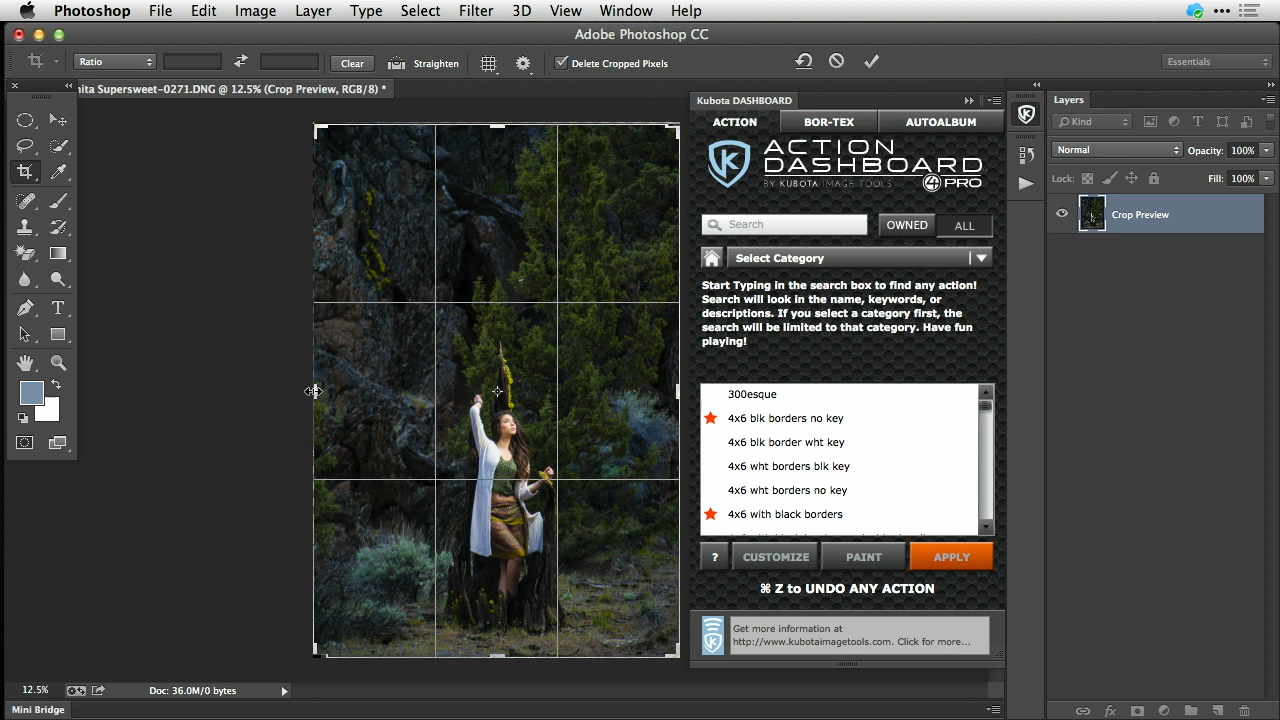 Photoshop File Edit Image Layer Type Select Filter 3D View Window Help
Adobe Photoshop CC
Ratio Clear Straighten Delete Cropped Pixels Essentials
nita Supersweet-0271.DNG @ 12.5% (Crop Preview, RGB/8) *
Kubota DASHBOARD
ACTION BOR-TEX AUTOALBUM
ACTION
DASHBOARD
BY KUBOTA IMAGE TOOLS 4 PRO
Search OWNED ALL
Select Category
Start Typing in the search box to find any action!
Search will look in the name, keywords, or
descriptions. If you select a category first, the
search will be limited to that category. Have fun
playing!
300esque
4x6 blk borders no key
4x6 blk border wht key
4x6 wht borders blk key
4x6 wht borders no key
4x6 with black borders
? CUSTOMIZE PAINT APPLY
⌘ Z to UNDO ANY ACTION
Get more information at
http://www.kubotaimagetools.com. Click for more...
Layers
Kind
Normal Opacity: 100%
Lock: Fill: 100%
Crop Preview
12.5% Doc: 36.0M/0 bytes
Mini Bridge